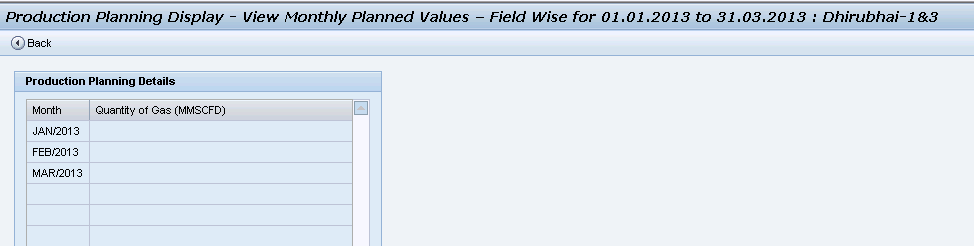 Production Planning Display - View Monthly Planned Values – Field Wise for 01.01.2013 to 31.03.2013 : Dhirubhai-1&3
Back
Production Planning Details
Month Quantity of Gas (MMSCFD)
JAN/2013
FEB/2013
MAR/2013